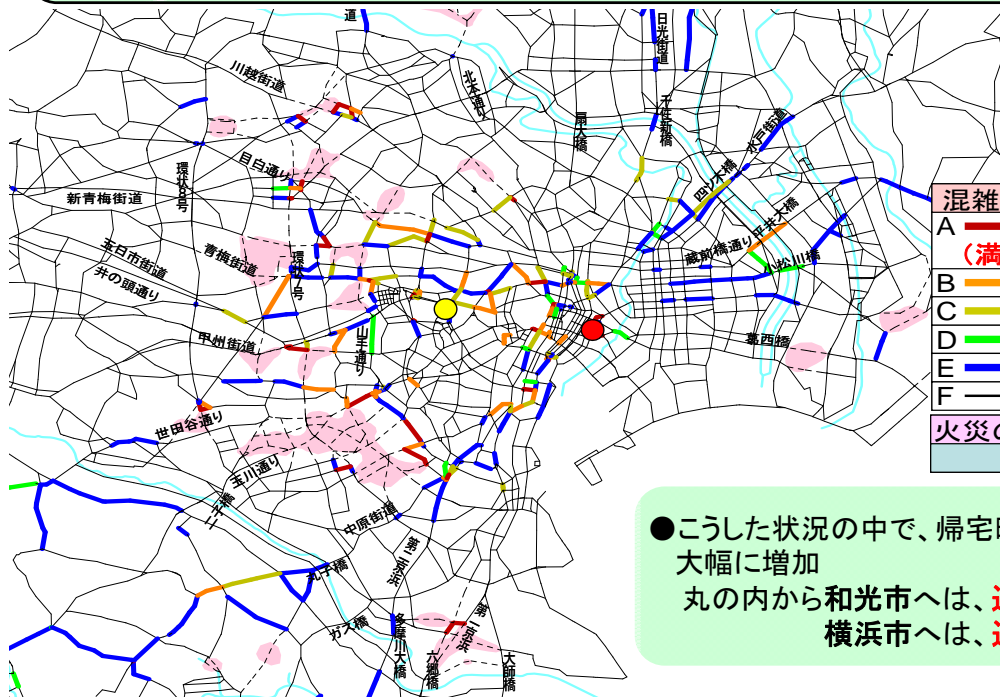 道
日光街道
川越街道
北本通り
千住新橋
扇大橋
水戸街道
環状8号
目白通り
四ツ木橋
新青梅街道
平井大橋
蔵前橋通り
小松川橋
玉日市街道
青梅街道
環状7号
井の頭通り
甲州街道
山手通り
葛西橋
世田谷通り
玉川通り
二子橋
中原街道
第二京浜
丸子橋
ガス橋
多摩川大橋
第一京浜
六郷橋
大師橋
混雑
A
(満
B
C
D
E
F
火災の
●こうした状況の中で、帰宅
大幅に増加
丸の内から和光市へは、
横浜市へは、